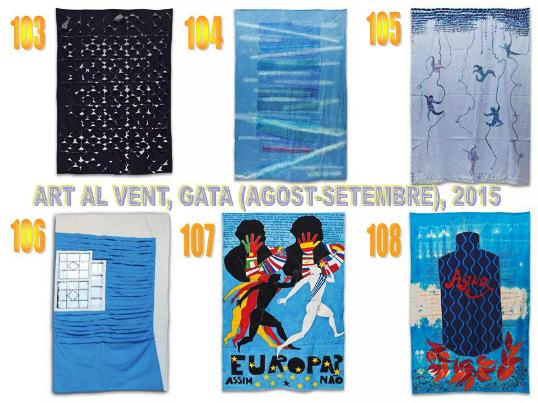 103
104
105
ART AL VENT, GATA (AGOST-SETEMBRE), 2015
106
107
108
Agua
EUROPA?
ASSIM NÃO